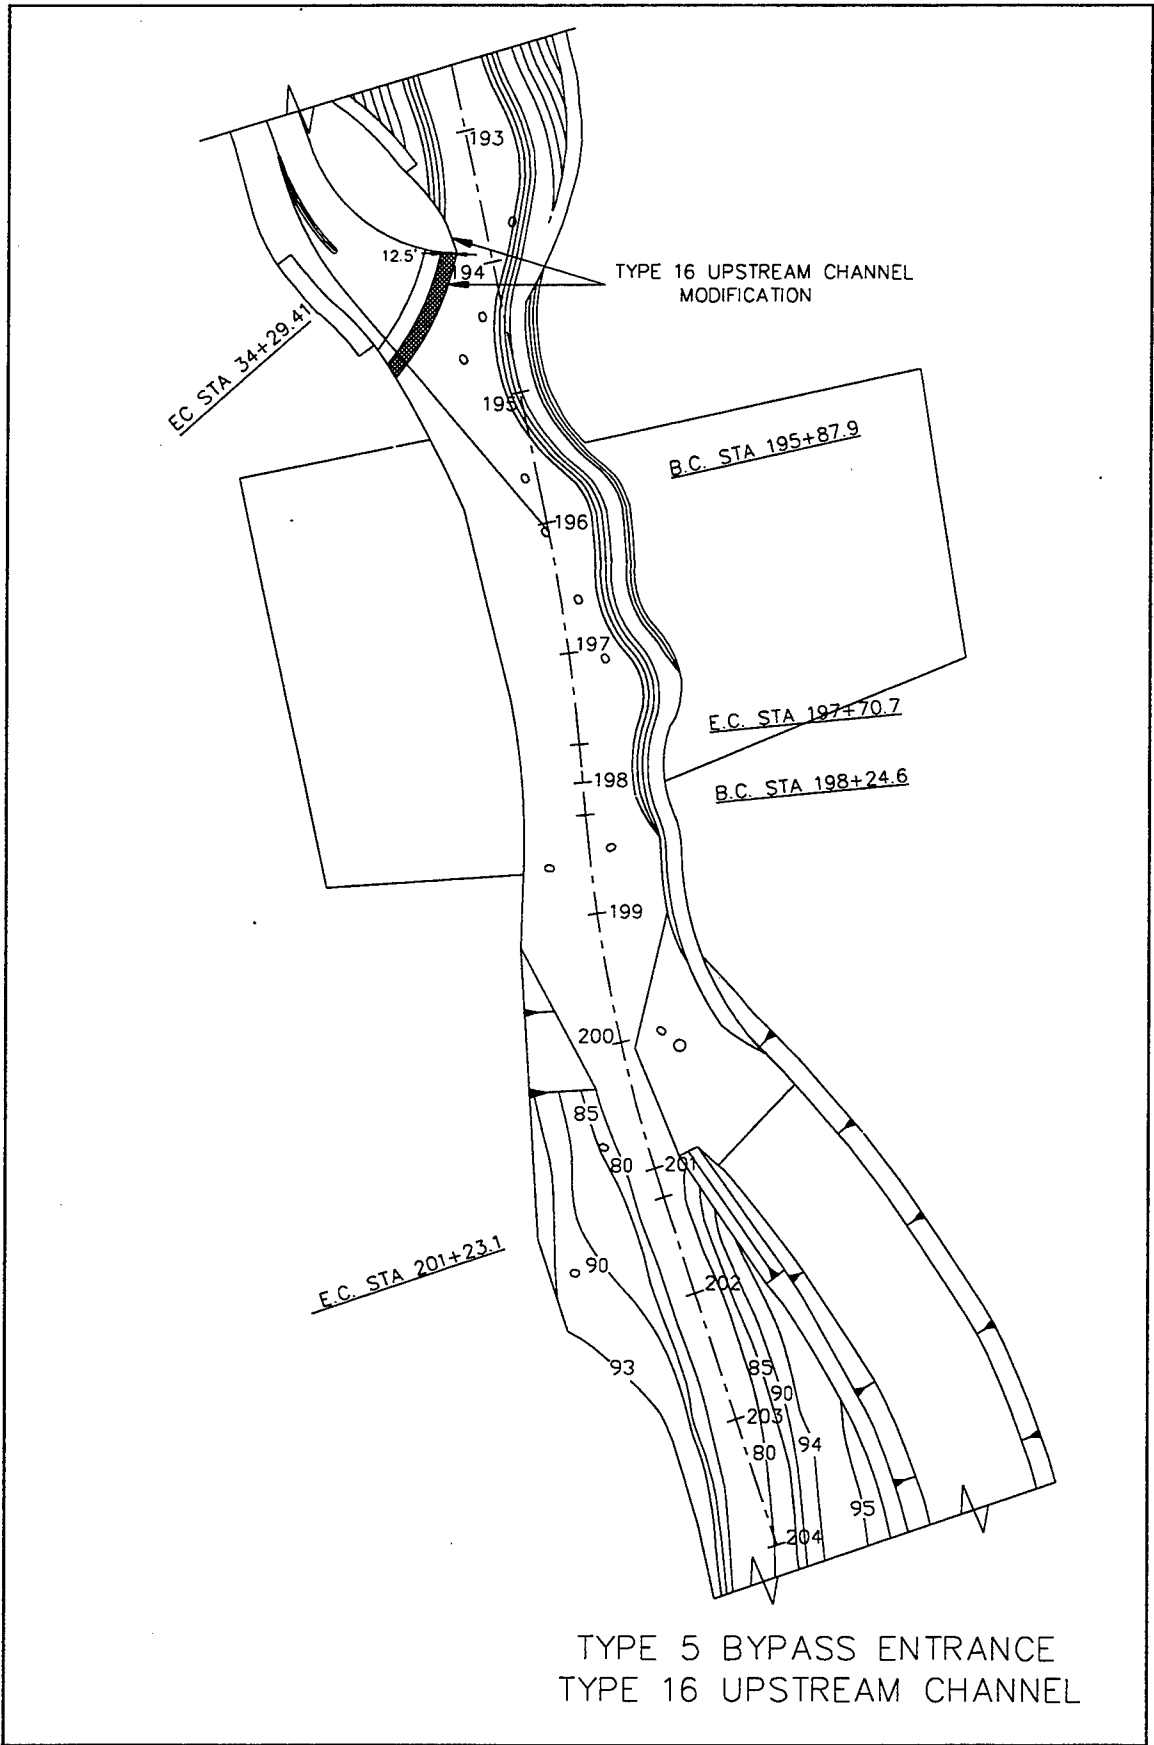 193
12.5'
194
TYPE 16 UPSTREAM CHANNEL
MODIFICATION
EC STA 34+29.41
195
B.C. STA 195+87.9
196
197
E.C. STA 197+70.7
198
B.C. STA 198+24.6
199
200
85
80
201
E.C. STA 201+23.1
90
202
93
85
90
203
80
94
95
204
TYPE 5 BYPASS ENTRANCE
TYPE 16 UPSTREAM CHANNEL